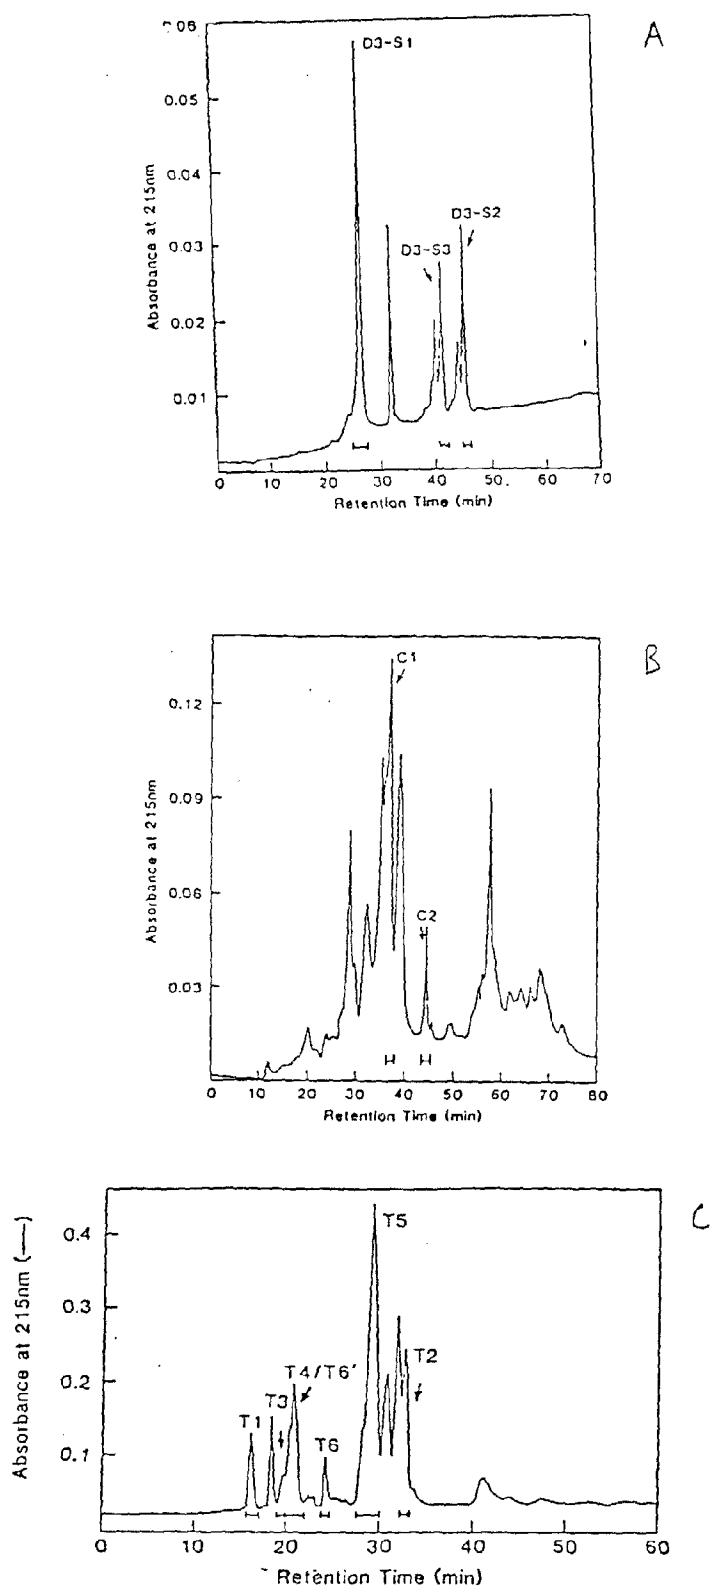 A
0.06
D3-S1
0.05
0.04
D3-S2
D3-S3
0.03
0.02
0.01
Absorbance at 215nm
0 10 20 30 40 50. 60 70
Retention Time (min)
B
C1
0.12
0.09
0.06
C2
0.03
Absorbance at 215nm
0 10 20 30 40 50 60 70 80
Retention Time (min)
C
T5
0.4
0.3
T4/T6'
T2
0.2
T3
T1
T6
0.1
Absorbance at 215nm (—)
0 10 20 30 40 50 60
Retention Time (min)